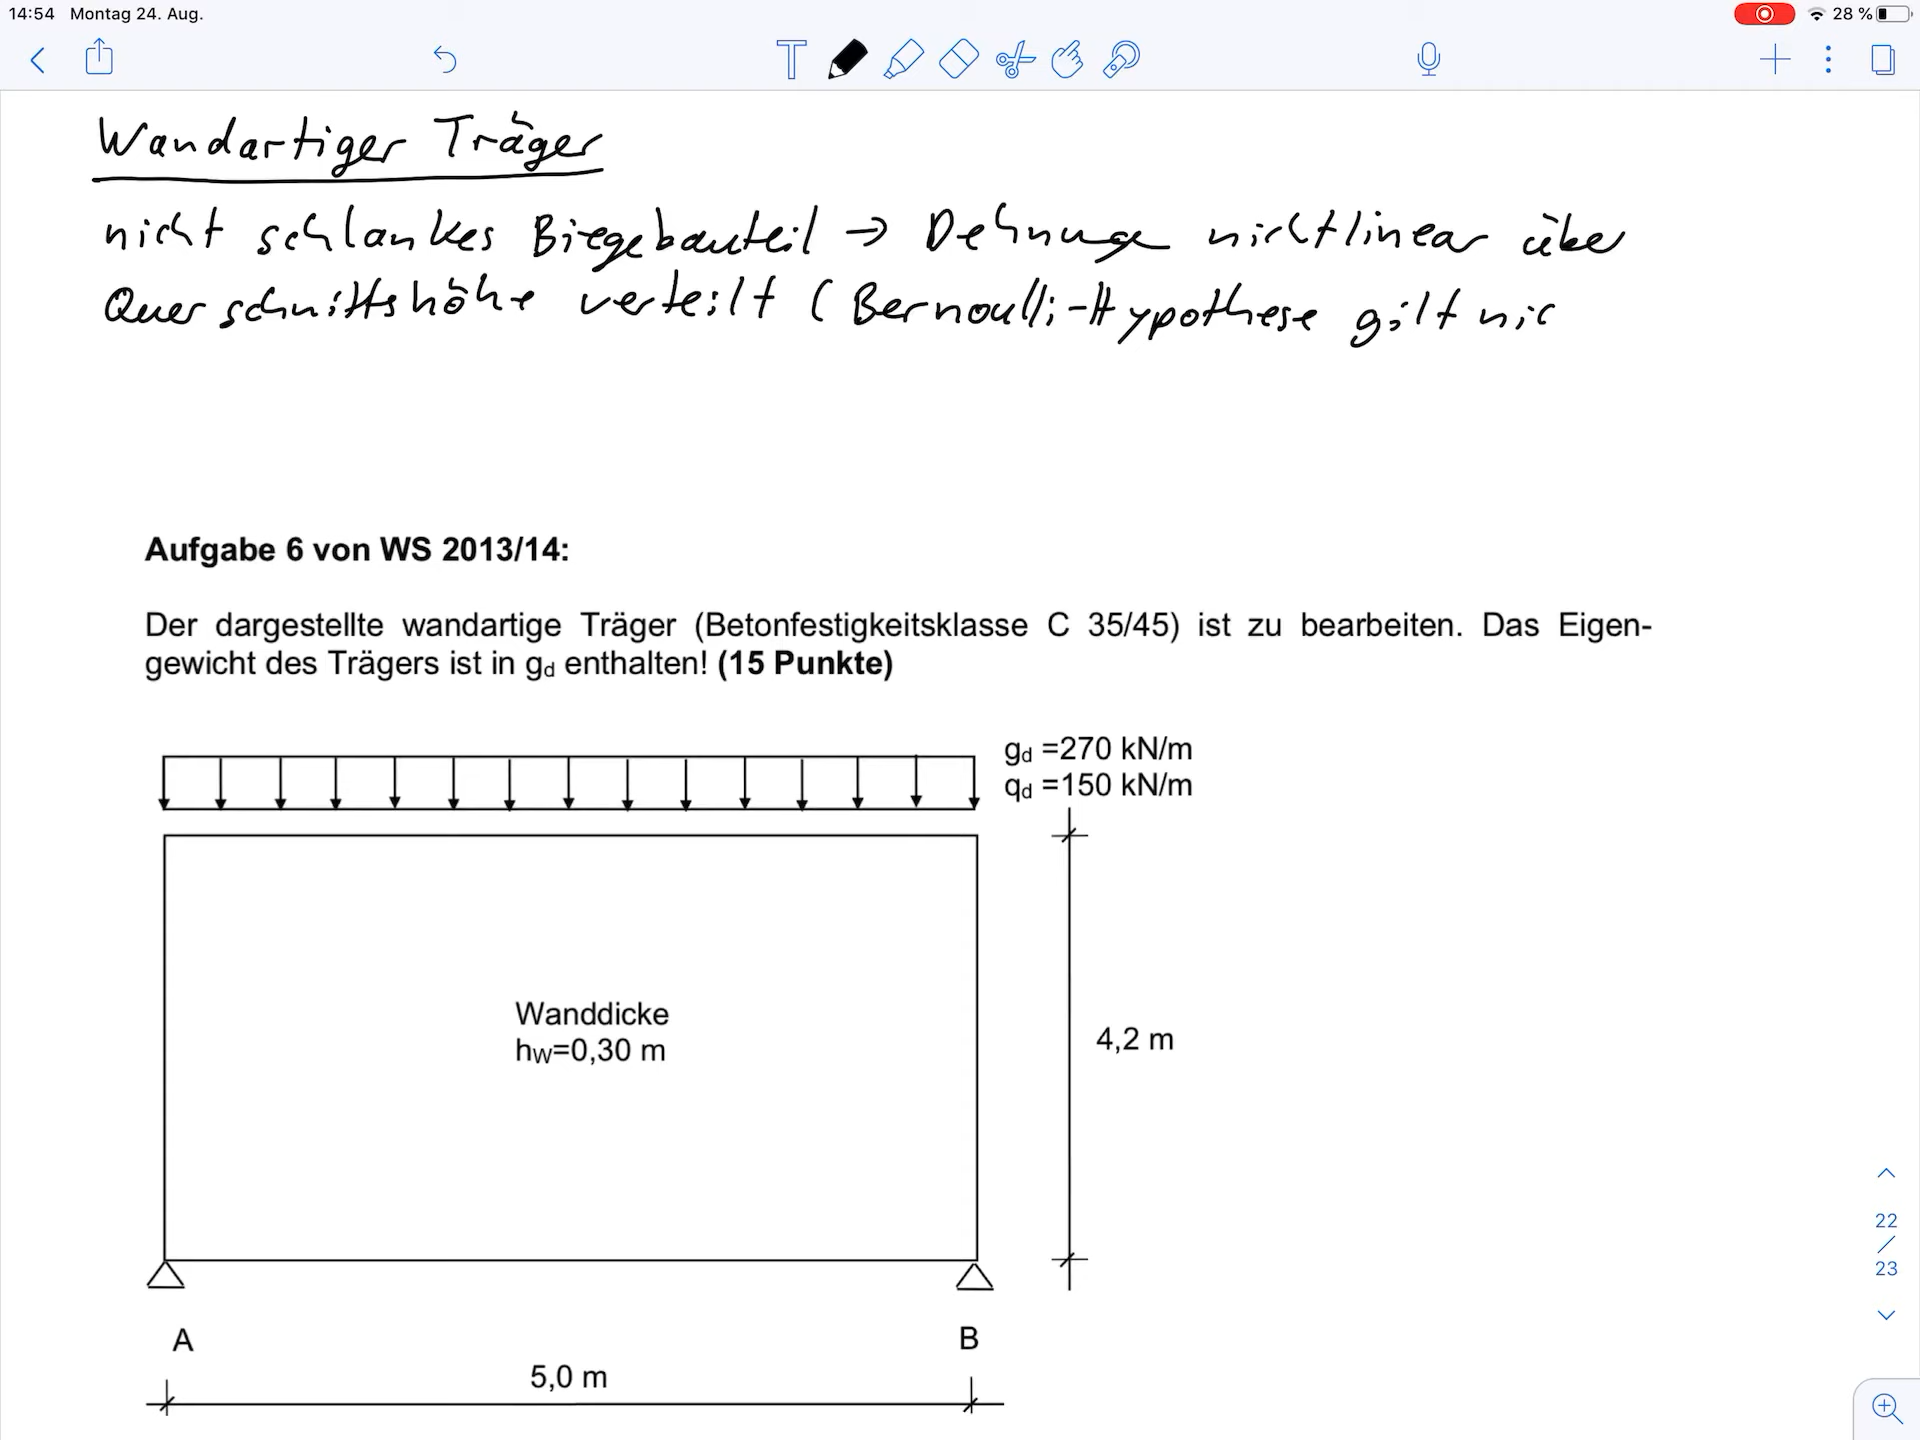 14:54 Montag 24. Aug. 28 %
T
Wandartiger Träger
nicht schlankes Biegebauteil → Dehnunge nichtlinear über
Querschnittshöhe verteilt (Bernoulli-Hypothese gilt nic
Aufgabe 6 von WS 2013/14:
Der dargestellte wandartige Träger (Betonfestigkeitsklasse C 35/45) ist zu bearbeiten. Das Eigen-
gewicht des Trägers ist in gd enthalten! (15 Punkte)
gd =270 kN/m
qd =150 kN/m
Wanddicke
hw=0,30 m
4,2 m
22
/
23
A B
5,0 m